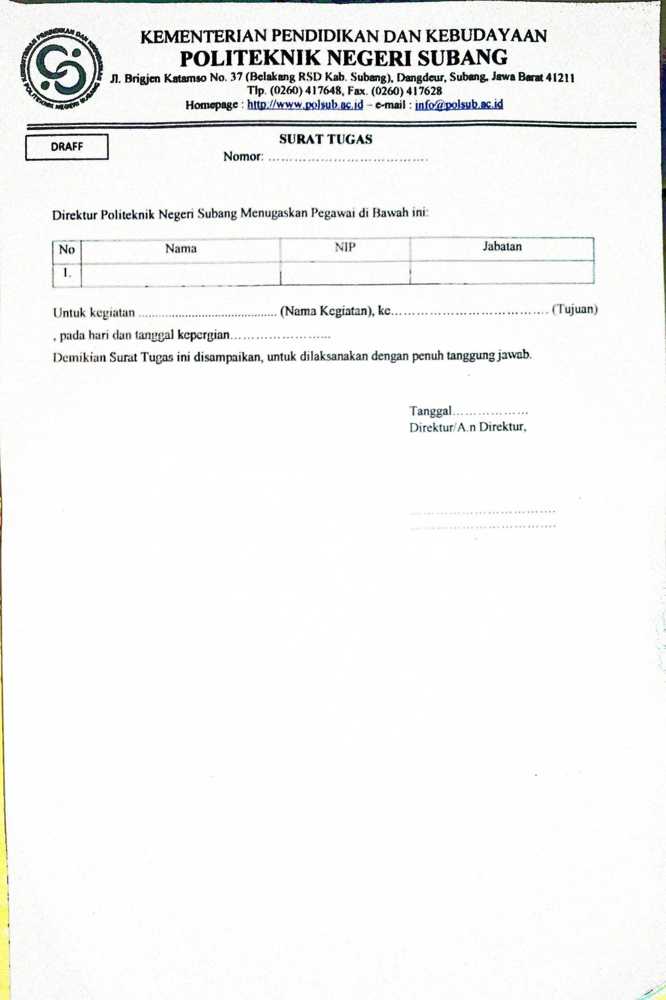 KEMENTERIAN PENDIDIKAN DAN KEBUDAYAAN
POLITEKNIK NEGERI SUBANG
Jl. Brigjen Katamso No. 37 (Belakang RSD Kab. Subang), Dangdeur, Subang, Jawa Barat 41211
Tlp. (0260) 417648, Fax. (0260) 417628
Homepage : http://www.polsub.ac.id – e-mail : info@polsub.ac.id
KEMENTERIAN PENDIDIKAN DAN KEBUDAYAAN
POLITEKNIK NEGERI SUBANG
DRAFF
SURAT TUGAS
Nomor: ........................................
Direktur Politeknik Negeri Subang Menugaskan Pegawai di Bawah ini:
No Nama NIP Jabatan
1.
Untuk kegiatan ........................................ (Nama Kegiatan), ke........................................ (Tujuan)
, pada hari dan tanggal kepergian.........................
Demikian Surat Tugas ini disampaikan, untuk dilaksanakan dengan penuh tanggung jawab.
Tanggal...................
Direktur/A.n Direktur,
........................................
........................................